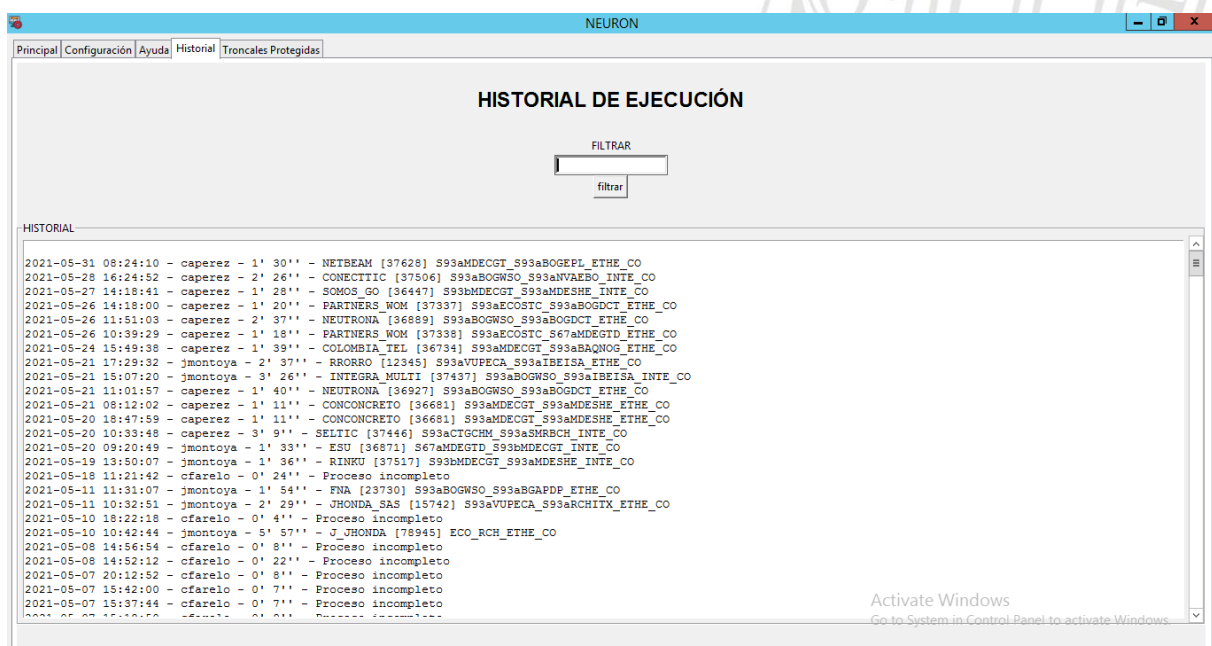 NEURON
Principal Configuración Ayuda Historial Troncales Protegidas
HISTORIAL DE EJECUCIÓN
FILTRAR
filtrar
HISTORIAL
2021-05-31 08:24:10 - caperez - 1' 30'' - NETBEAM [37628] S93aMDECGT_S93aBOGEPL_ETHE_CO
2021-05-28 16:24:52 - caperez - 2' 26'' - CONECTTIC [37506] S93aBOGWSO_S93aNVAEBO_INTE_CO
2021-05-27 14:18:41 - caperez - 1' 28'' - SOMOS_GO [36447] S93bMDECGT_S93aMDESHE_INTE_CO
2021-05-26 14:18:00 - caperez - 1' 20'' - PARTNERS_WOM [37337] S93aECOSTC_S93aBOGDCT_ETHE_CO
2021-05-26 11:51:03 - caperez - 2' 37'' - NEUTRONA [36889] S93aBOGWSO_S93aBOGDCT_ETHE_CO
2021-05-26 10:39:29 - caperez - 1' 18'' - PARTNERS_WOM [37338] S93aECOSTC_S67aMDEGTD_ETHE_CO
2021-05-24 15:49:38 - caperez - 1' 39'' - COLOMBIA_TEL [36734] S93aMDECGT_S93aBAQNOG_ETHE_CO
2021-05-21 17:29:32 - jmontoya - 2' 37'' - RRORRO [12345] S93aVUPECA_S93aIBEISA_ETHE_CO
2021-05-21 15:07:20 - jmontoya - 3' 26'' - INTEGRA_MULTI [37437] S93aBOGWSO_S93aIBEISA_INTE_CO
2021-05-21 11:01:57 - caperez - 1' 40'' - NEUTRONA [36927] S93aBOGWSO_S93aBOGDCT_ETHE_CO
2021-05-21 08:12:02 - caperez - 1' 11'' - CONCONCRETO [36681] S93aMDECGT_S93aMDESHE_ETHE_CO
2021-05-20 18:47:59 - caperez - 1' 11'' - CONCONCRETO [36681] S93aMDECGT_S93aMDESHE_ETHE_CO
2021-05-20 10:33:48 - caperez - 3' 9'' - SELTIC [37446] S93aCTGCHM_S93aSMRBCH_INTE_CO
2021-05-20 09:20:49 - jmontoya - 1' 33'' - ESU [36871] S67aMDEGTD_S93bMDECGT_INTE_CO
2021-05-19 13:50:07 - jmontoya - 1' 36'' - RINKU [37517] S93bMDECGT_S93aMDESHE_INTE_CO
2021-05-18 11:21:42 - cfarelo - 0' 24'' - Proceso incompleto
2021-05-11 11:31:07 - jmontoya - 1' 54'' - FNA [23730] S93aBOGWSO_S93aBGAPDP_ETHE_CO
2021-05-11 10:32:51 - jmontoya - 2' 29'' - JHONDA_SAS [15742] S93aVUPECA_S93aRCHITX_ETHE_CO
2021-05-10 18:22:18 - cfarelo - 0' 4'' - Proceso incompleto
2021-05-10 10:42:44 - jmontoya - 5' 57'' - J_JHONDA [78945] ECO_RCH_ETHE_CO
2021-05-08 14:56:54 - cfarelo - 0' 8'' - Proceso incompleto
2021-05-08 14:52:12 - cfarelo - 0' 22'' - Proceso incompleto
2021-05-07 20:12:52 - cfarelo - 0' 8'' - Proceso incompleto
2021-05-07 15:42:00 - cfarelo - 0' 7'' - Proceso incompleto
2021-05-07 15:37:44 - cfarelo - 0' 7'' - Proceso incompleto
Activate Windows
Go to System in Control Panel to activate Windows.